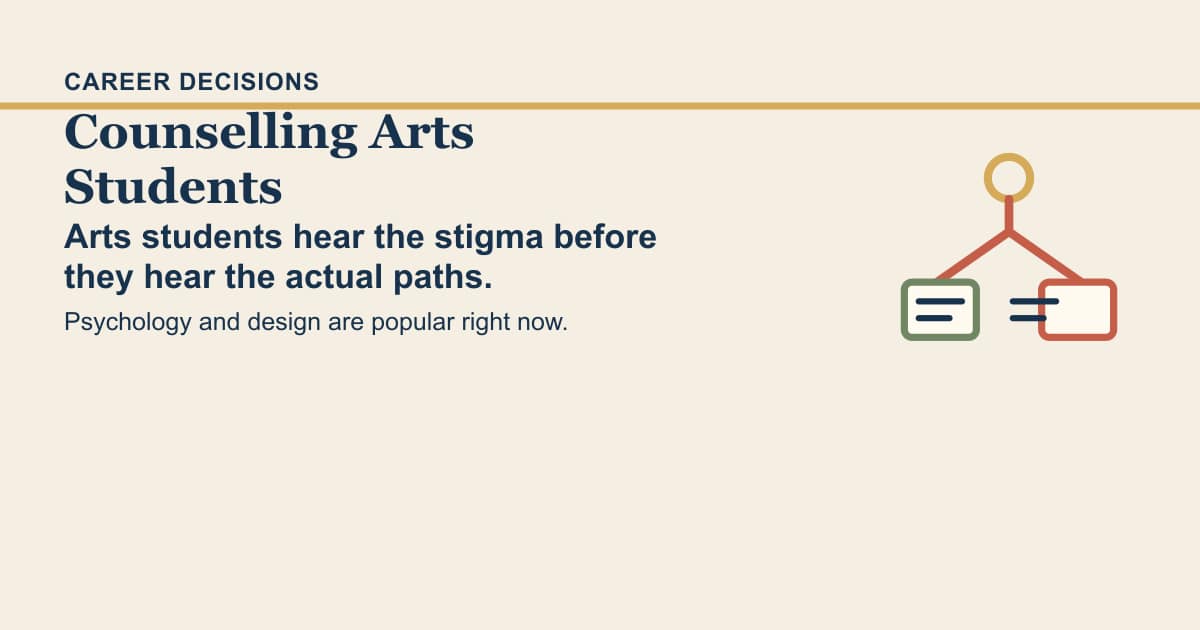 CAREER DECISIONS
Counselling Arts
Students
Arts students hear the stigma before
they hear the actual paths.
Psychology and design are popular right now.